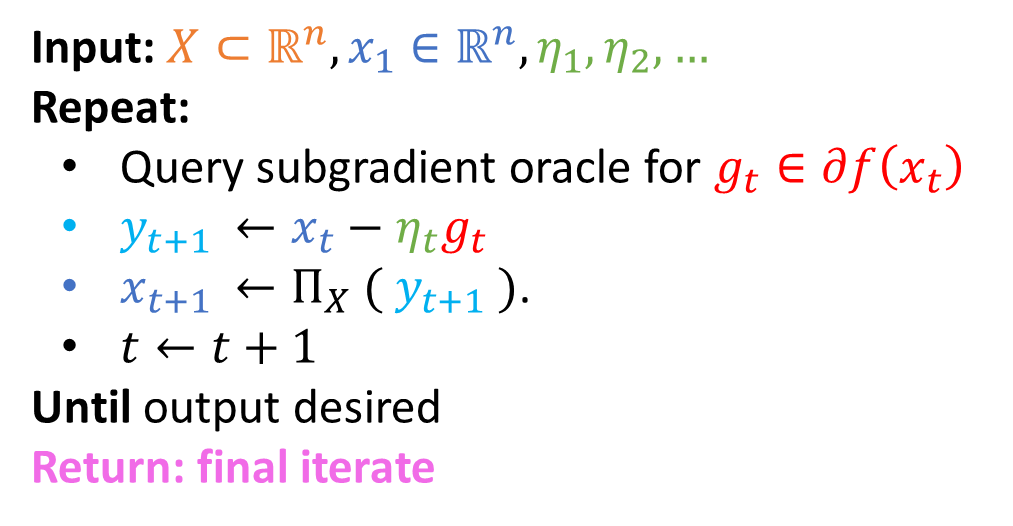 Input: X ⊂ ℝⁿ, x₁ ∈ ℝⁿ, η₁, η₂, …
Repeat:
• Query subgradient oracle for gₜ ∈ ∂f(xₜ)
• yₜ₊₁ ← xₜ − ηₜgₜ
• xₜ₊₁ ← Π_X ( yₜ₊₁ ).
• t ← t + 1
Until output desired
Return: final iterate